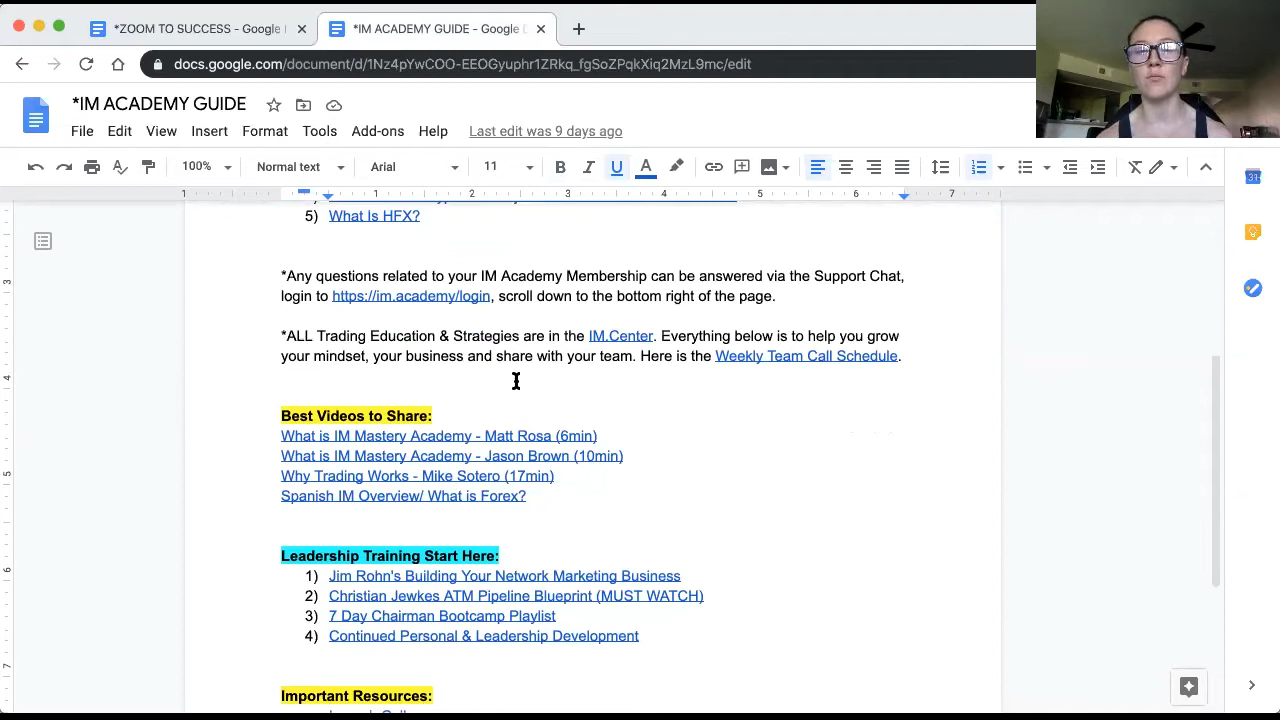 *ZOOM TO SUCCESS - Google
*IM ACADEMY GUIDE - Google
docs.google.com/document/d/1Nz4pYwCOO-EEOGyuphr1ZRkq_fgSoZPqkXiq2MzL9mc/edit
*IM ACADEMY GUIDE
File Edit View Insert Format Tools Add-ons Help Last edit was 9 days ago
100% Normal text Arial 11
1 1 2 3 4 5 6 7
5) What Is HFX?
*Any questions related to your IM Academy Membership can be answered via the Support Chat,
login to https://im.academy/login, scroll down to the bottom right of the page.
*ALL Trading Education & Strategies are in the IM.Center. Everything below is to help you grow
your mindset, your business and share with your team. Here is the Weekly Team Call Schedule.
Best Videos to Share:
What is IM Mastery Academy - Matt Rosa (6min)
What is IM Mastery Academy - Jason Brown (10min)
Why Trading Works - Mike Sotero (17min)
Spanish IM Overview/ What is Forex?
Leadership Training Start Here:
1) Jim Rohn's Building Your Network Marketing Business
2) Christian Jewkes ATM Pipeline Blueprint (MUST WATCH)
3) 7 Day Chairman Bootcamp Playlist
4) Continued Personal & Leadership Development
Important Resources: